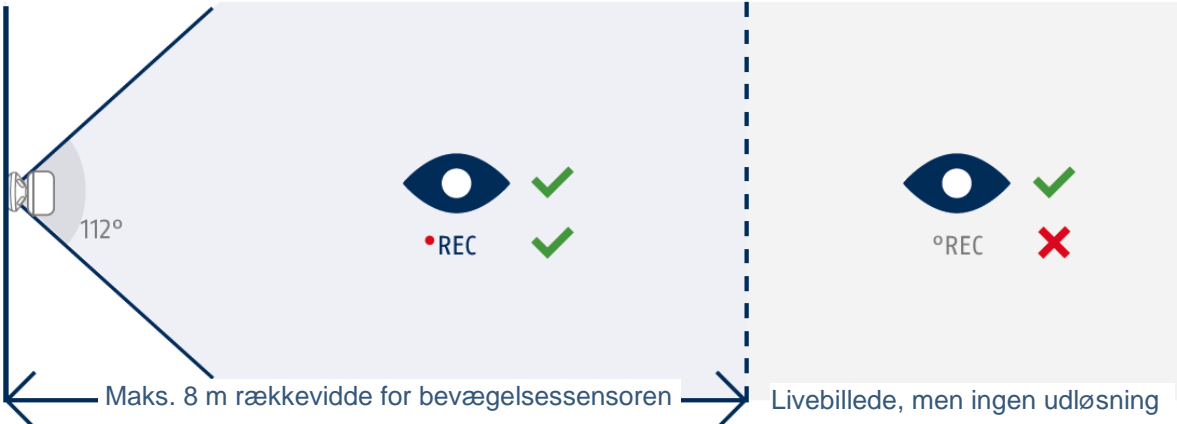 112°
•REC
°REC
Maks. 8 m rækkevidde for bevægelsessensoren
Livebillede, men ingen udløsning